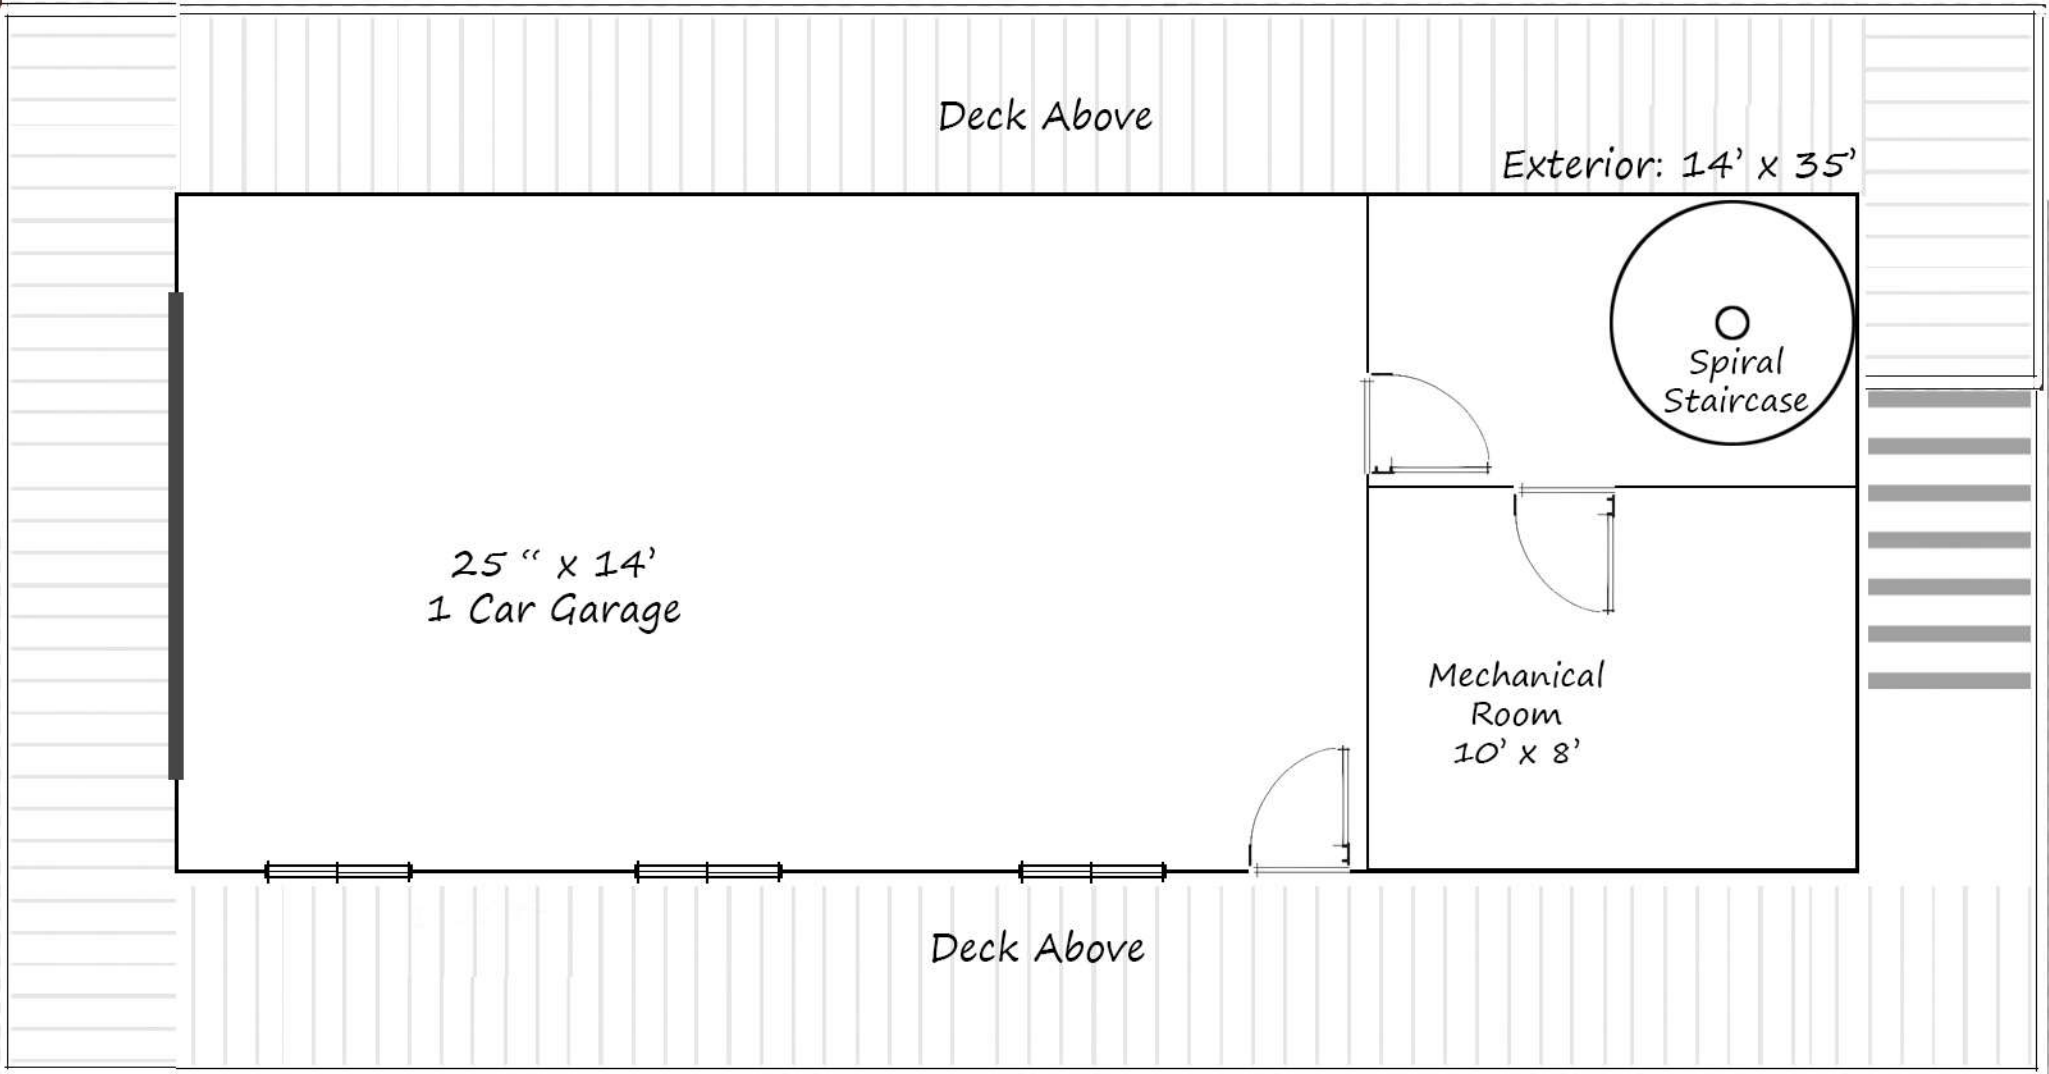 Deck Above
Exterior: 14’ x 35’
Spiral
Staircase
25 “ x 14’
1 Car Garage
Mechanical
Room
10’ x 8’
Deck Above